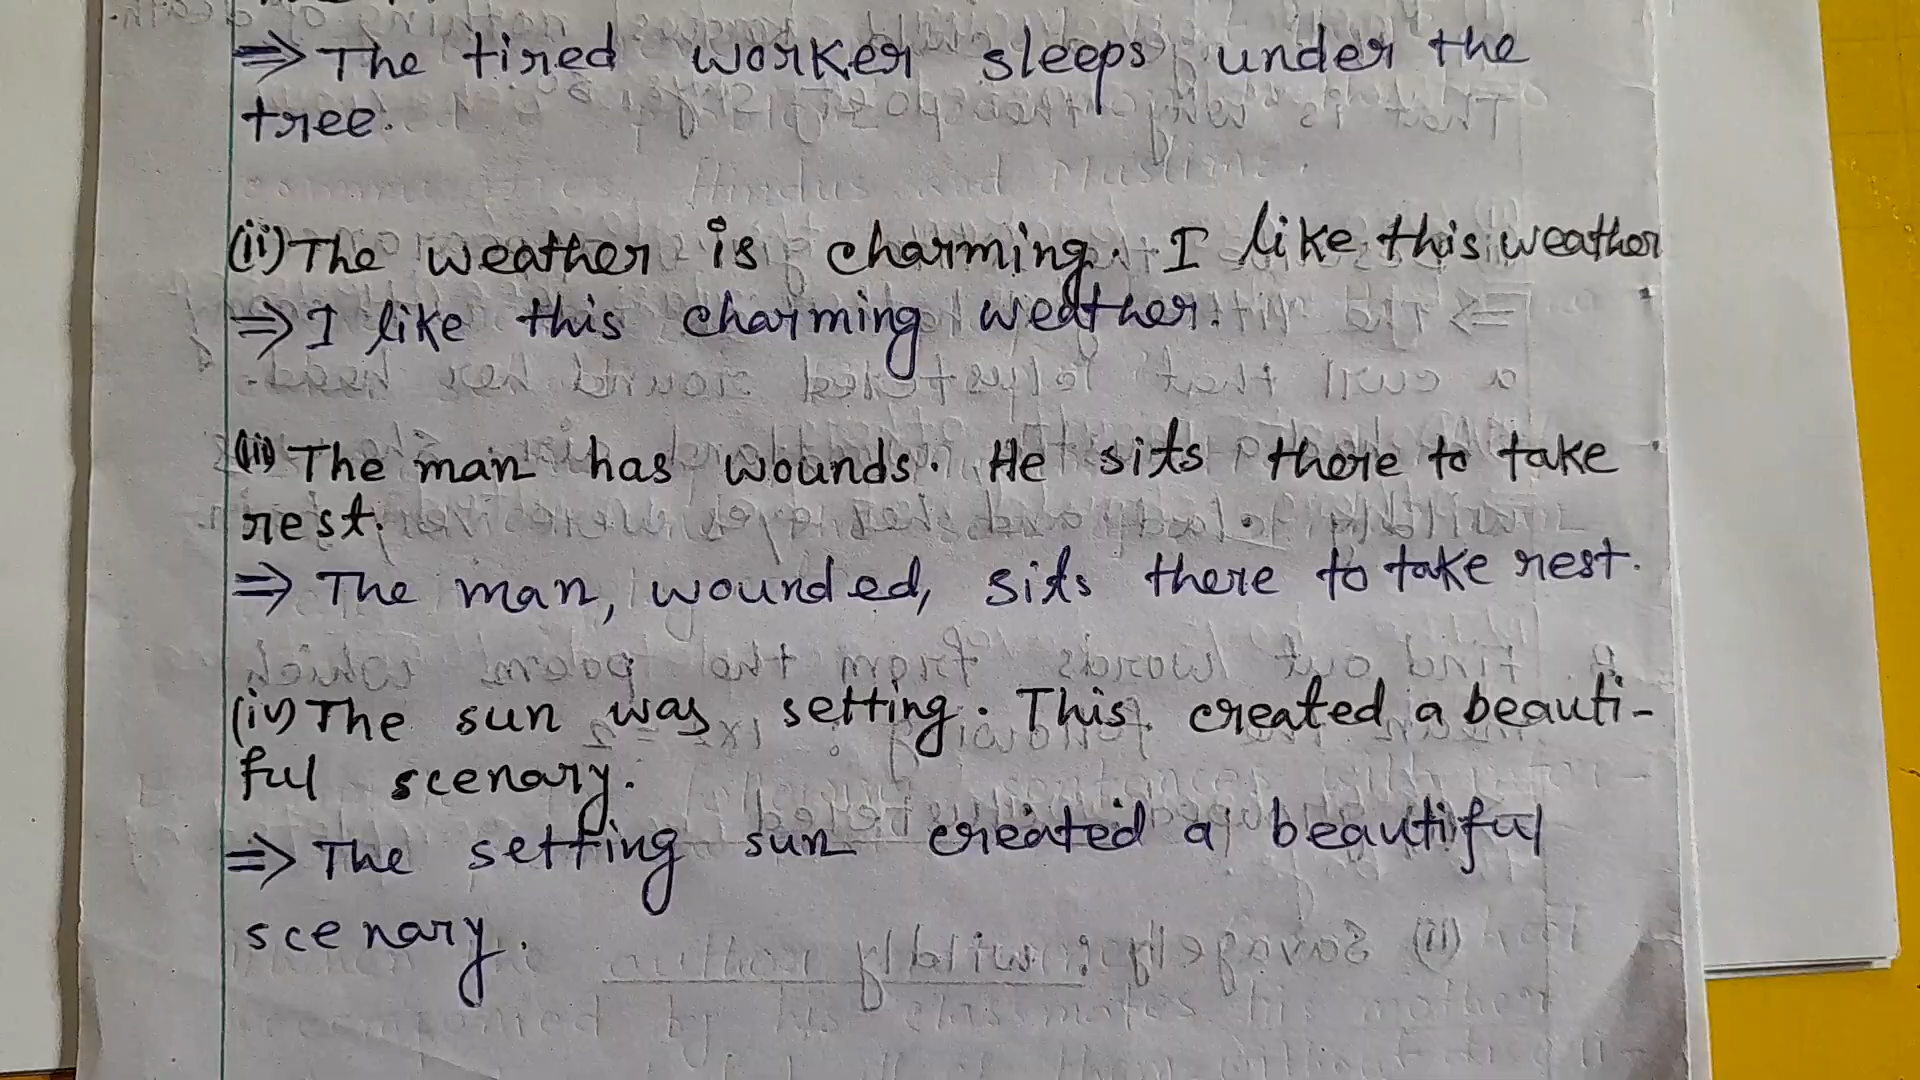 ⇒ The tired worker sleeps under the
tree.
(ii) The weather is charming. I like this weather
⇒ I like this charming weather.
(iii) The man has wounds. He sits there to take
rest.
⇒ The man, wounded, sits there to take rest.
(iv) The sun was setting. This created a beauti-
ful scenary.
⇒ The setting sun created a beautiful
scenary.